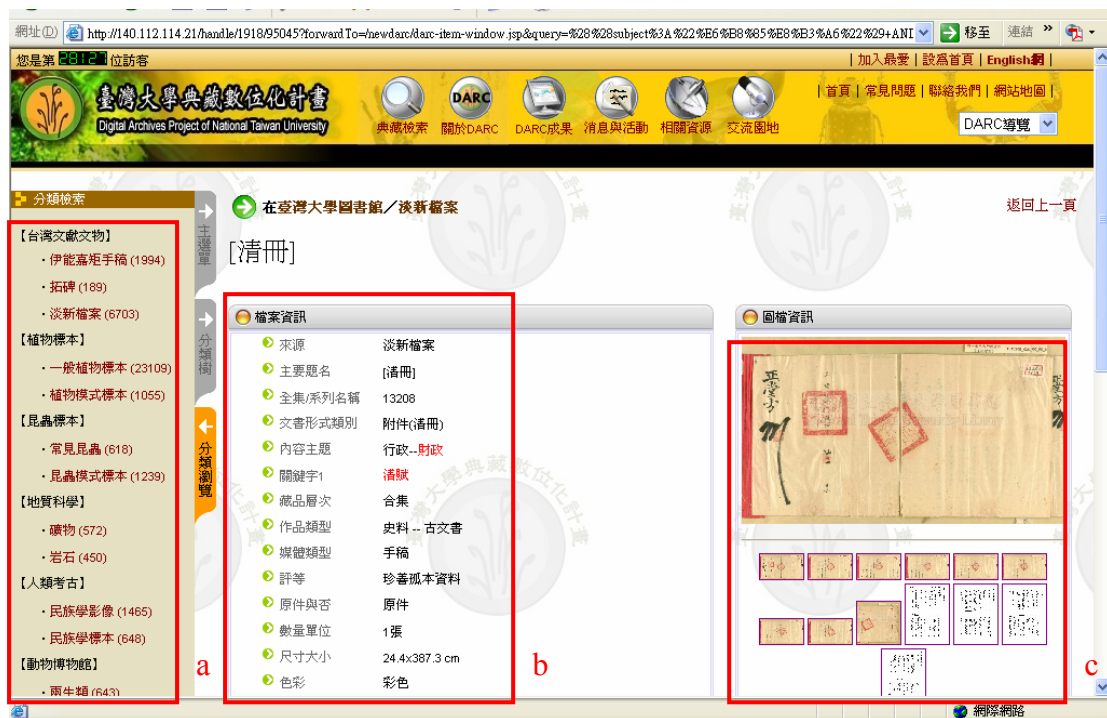 網址(D) http://140.112.114.21/handle/1918/95045?forwardTo=/newdarc/darc-item-window.jsp&query=%28%28subject%3A%22%E6%B8%85%E8%B3%A6%22%29+ANI 移至 連結 »
您是第 28127 位訪客 | 加入最愛 | 設為首頁 | English網 |
臺灣大學典藏數位化計畫
Digital Archives Project of National Taiwan University
典藏檢索 關於DARC DARC成果 消息與活動 相關資源 交流園地
DARC
| 首頁 | 常見問題 | 聯絡我們 | 網站地圖 |
DARC導覽
分類檢索
【台灣文獻文物】
・伊能嘉矩手稿 (1994)
・拓碑 (189)
・淡新檔案 (6703)
【植物標本】
・一般植物標本 (23109)
・植物模式標本 (1055)
【昆蟲標本】
・常見昆蟲 (618)
・昆蟲模式標本 (1239)
【地質科學】
・礦物 (572)
・岩石 (450)
【人類考古】
・民族學影像 (1465)
・民族學標本 (648)
【動物博物館】
・兩生類 (643)
a
主選單
分類樹
分類瀏覽
在臺灣大學圖書館／淡新檔案
返回上一頁
[清冊]
檔案資訊
來源 淡新檔案
主要題名 [清冊]
全集/系列名稱 13208
文書形式類別 附件(清冊)
內容主題 行政--財政
關鍵字1 清賦
藏品層次 合集
作品類型 史料 -- 古文書
媒體類型 手稿
評等 珍善孤本資料
原件與否 原件
數量單位 1張
尺寸大小 24.4x387.3 cm
色彩 彩色
b
圖檔資訊
c
網際網路